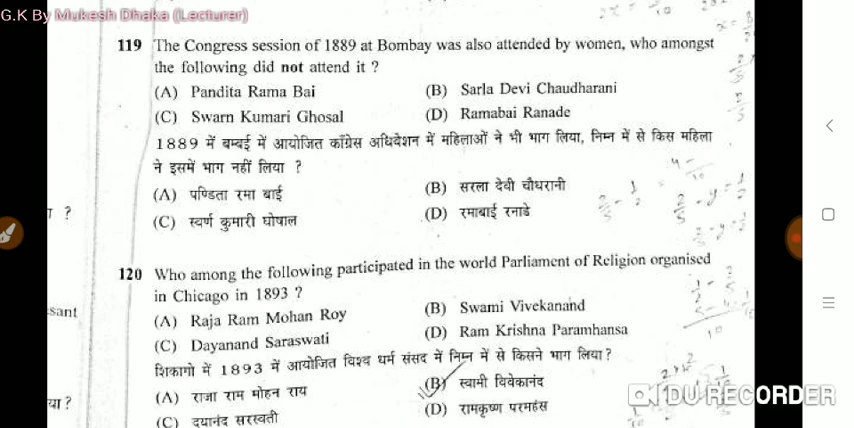 G.K By Mukesh Dhaka (Lecturer)
119 The Congress session of 1889 at Bombay was also attended by women, who amongst
the following did not attend it ?
(A) Pandita Rama Bai (B) Sarla Devi Chaudharani
(C) Swarn Kumari Ghosal (D) Ramabai Ranade
1889 में बम्बई में आयोजित काँग्रेस अधिवेशन में महिलाओं ने भी भाग लिया, निम्न में से किस महिला
ने इसमें भाग नहीं लिया ?
(A) पण्डिता रमा बाई (B) सरला देवी चौधरानी
(C) स्वर्ण कुमारी घोषाल (D) रमाबाई रनाडे
120 Who among the following participated in the world Parliament of Religion organised
in Chicago in 1893 ?
(A) Raja Ram Mohan Roy (B) Swami Vivekanand
(C) Dayanand Saraswati (D) Ram Krishna Paramhansa
शिकागो में 1893 में आयोजित विश्व धर्म संसद में निम्न में से किसने भाग लिया?
(A) राजा राम मोहन राय (B) स्वामी विवेकानंद
(C) दयानंद सरस्वती (D) रामकृष्ण परमहंस
?
sant
या ?
DU RECORDER